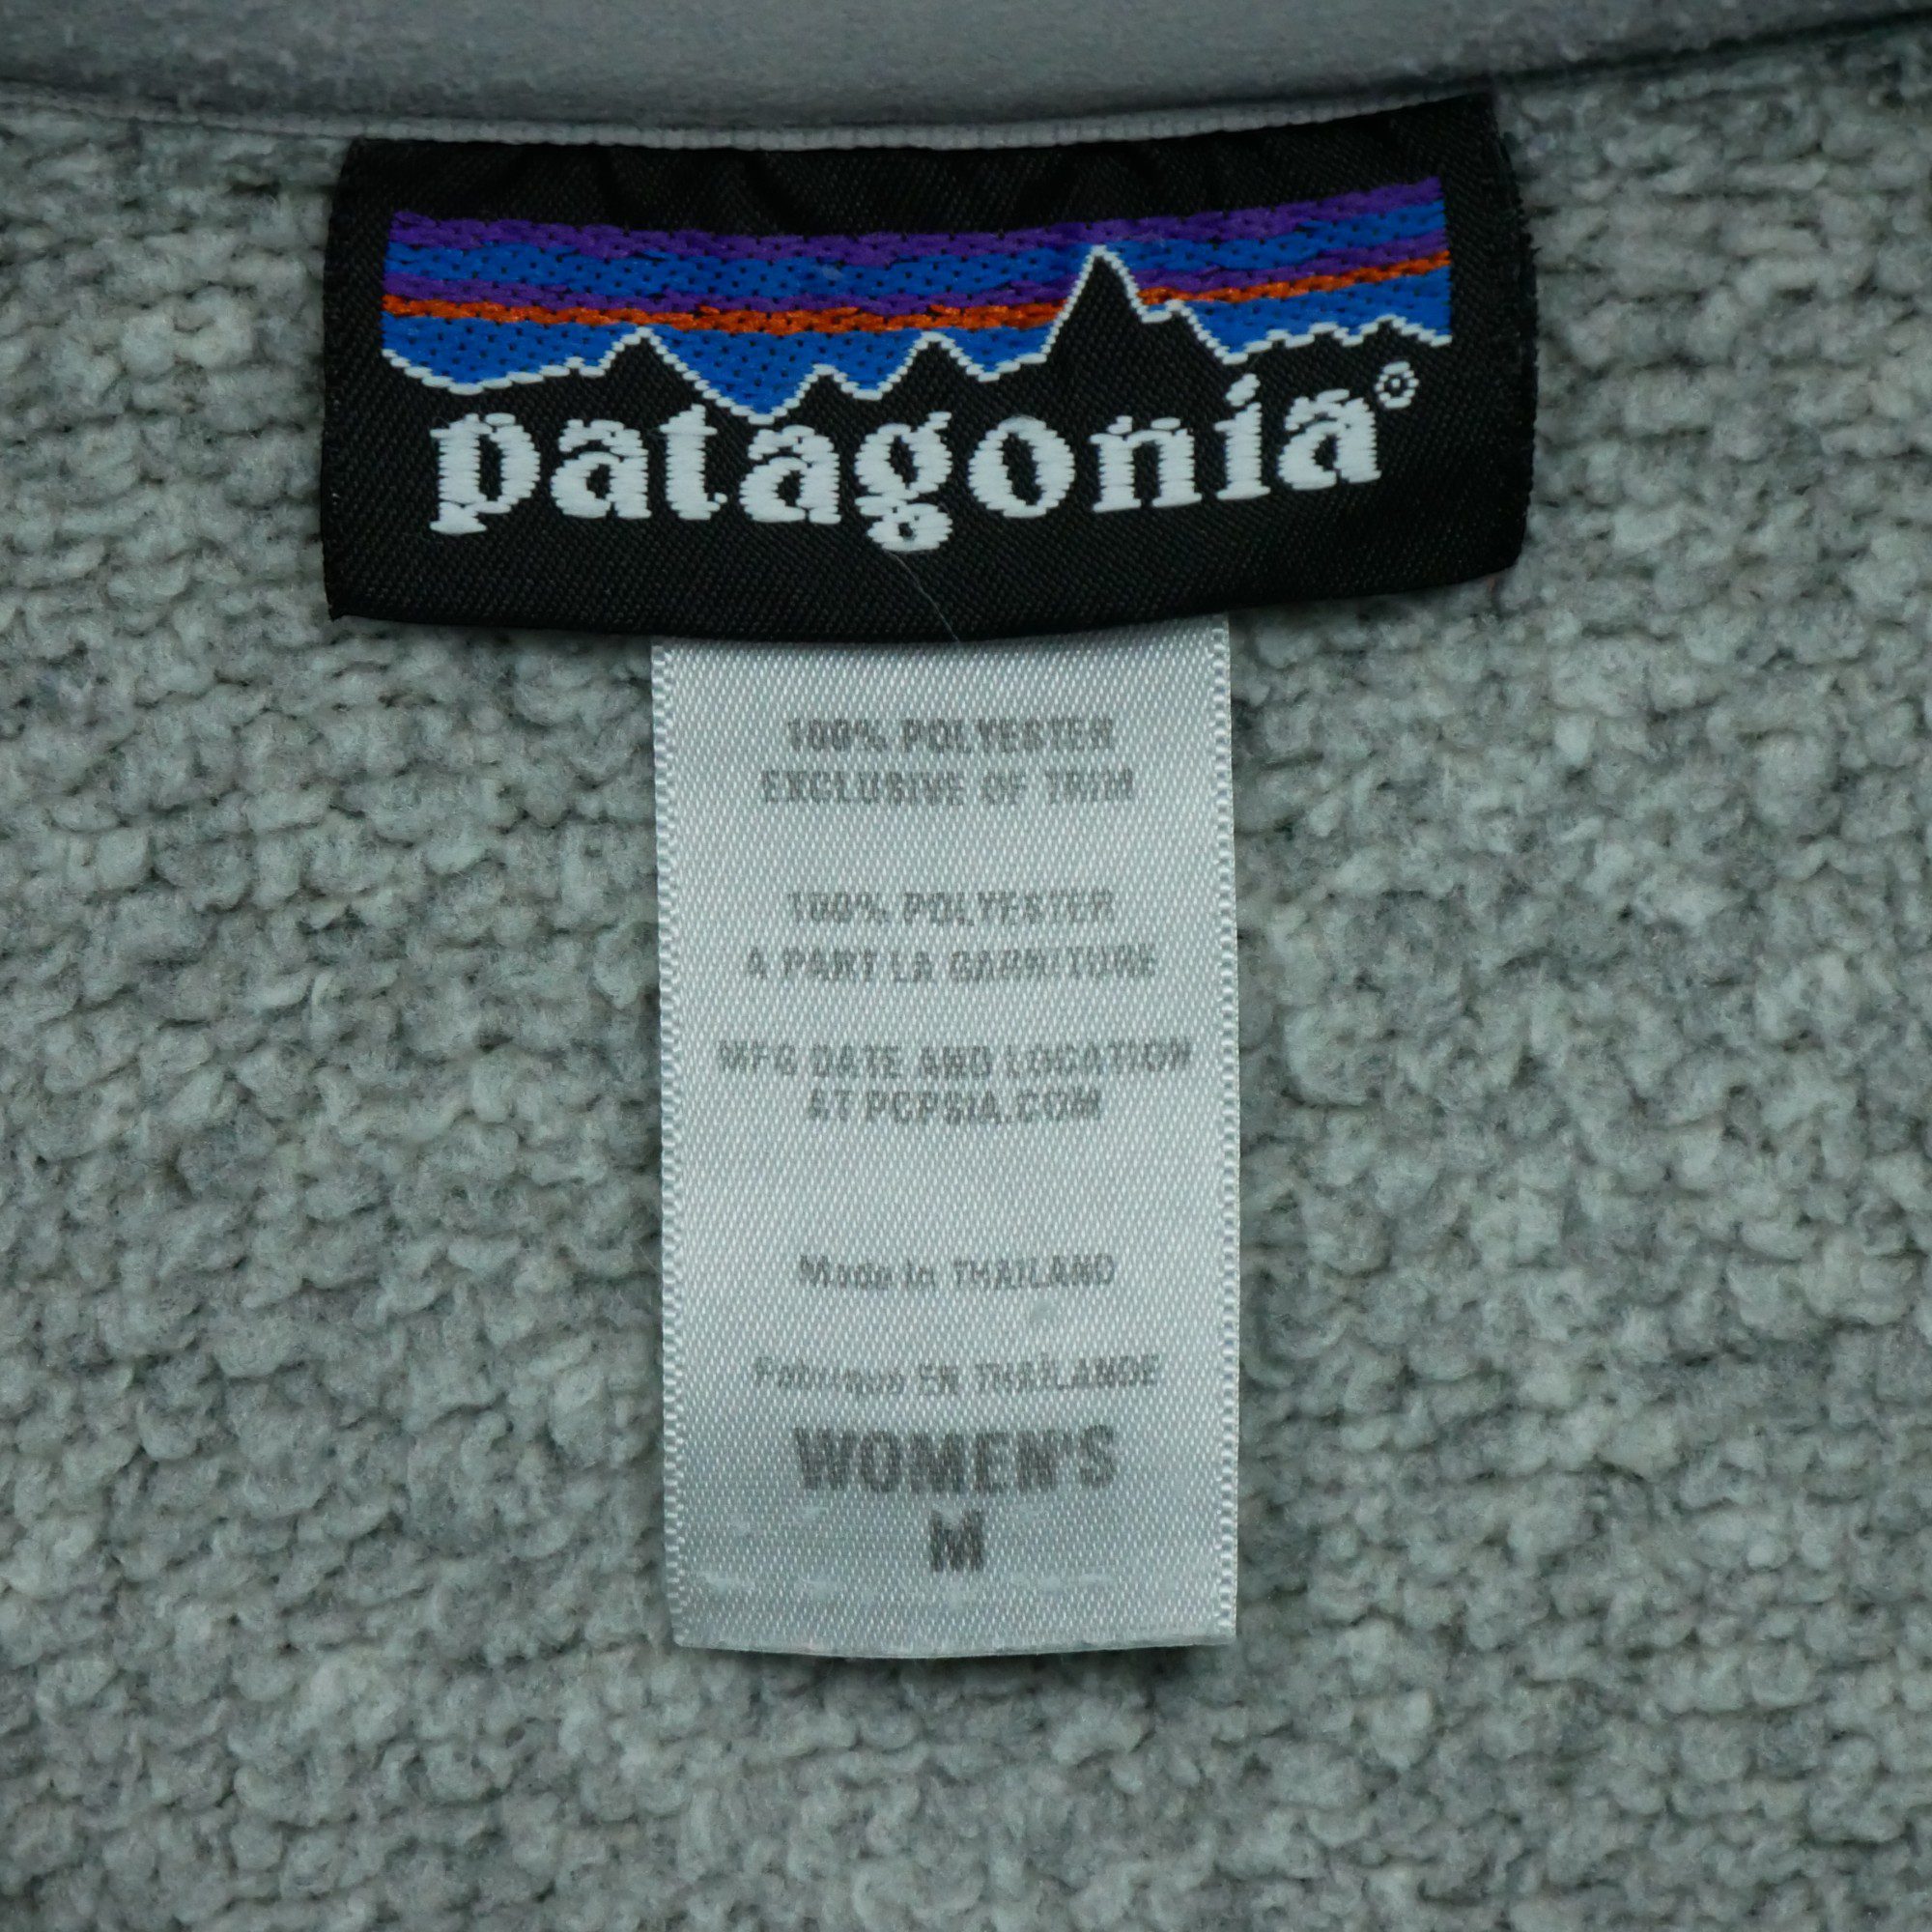 patagonia®
100% POLYESTER
EXCLUSIVE OF TRIM
100% POLYESTER
A PART LA GARNITURE
MFG DATE AND LOCATION
AT PCPSIA.COM
Made in THAILAND
Fabrique EN THAÏLANDE
WOMEN'S
M